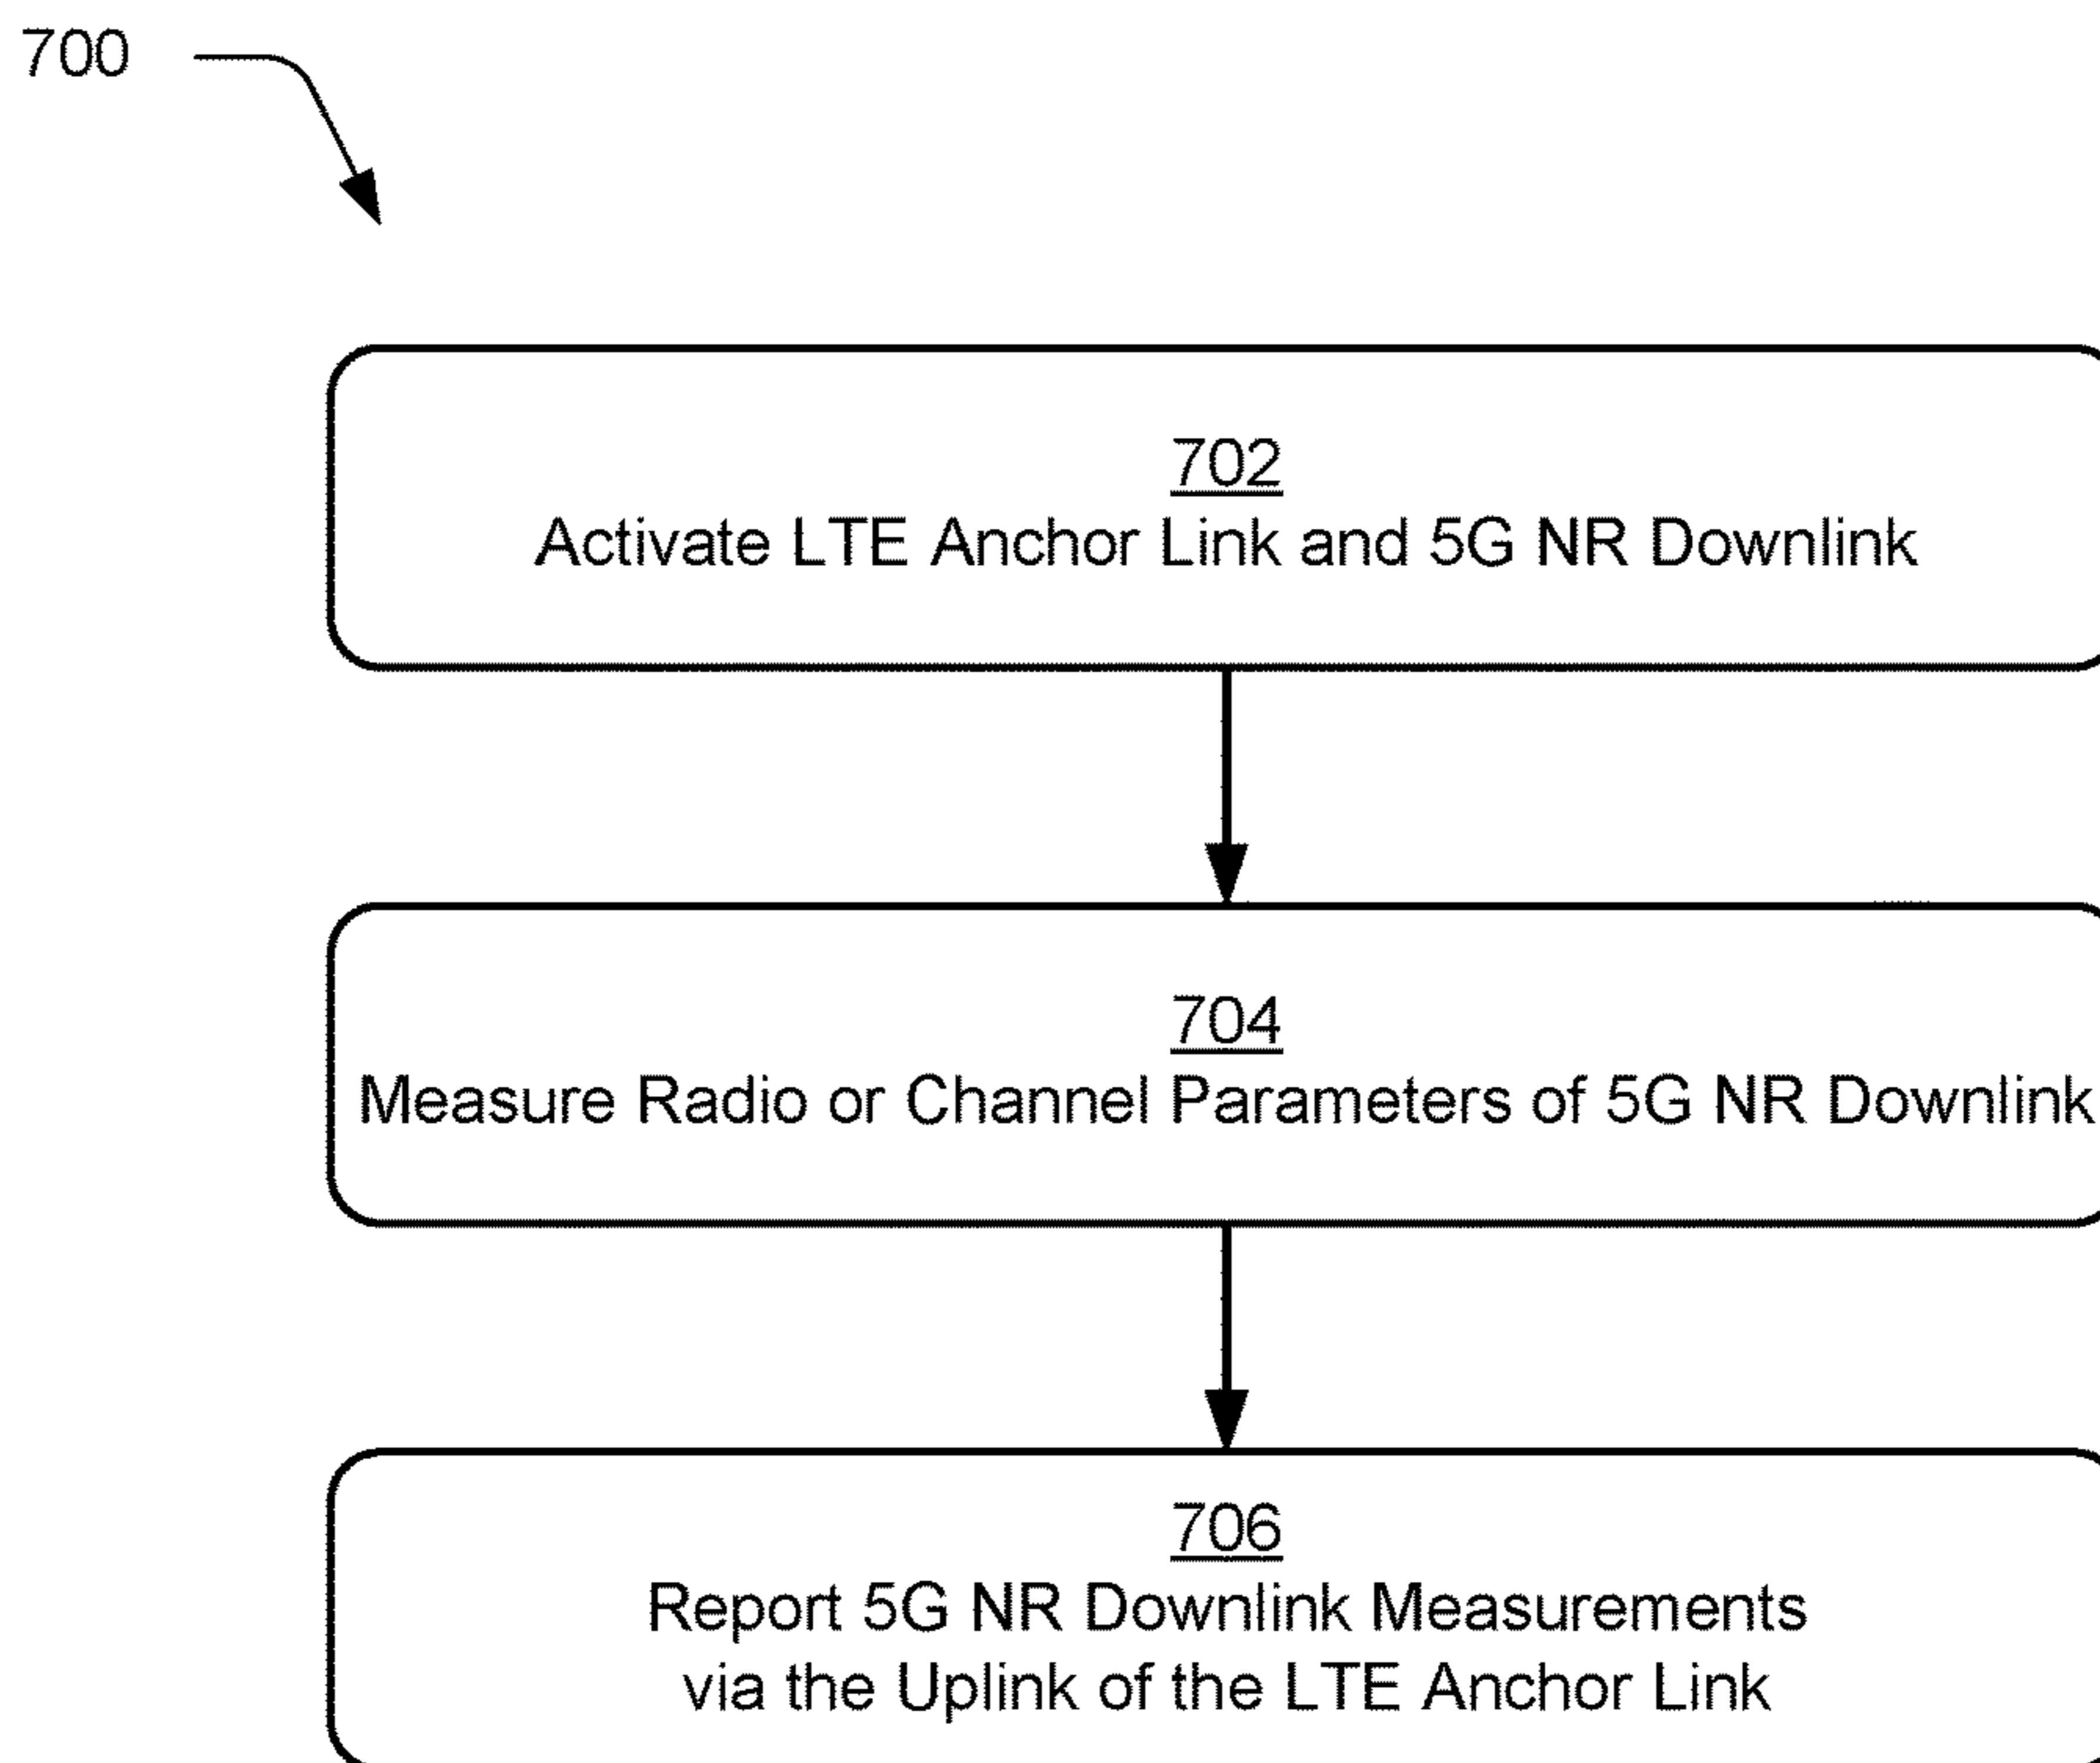 700
702
Activate LTE Anchor Link and 5G NR Downlink
704
Measure Radio or Channel Parameters of 5G NR Downlink
706
Report 5G NR Downlink Measurements
via the Uplink of the LTE Anchor Link